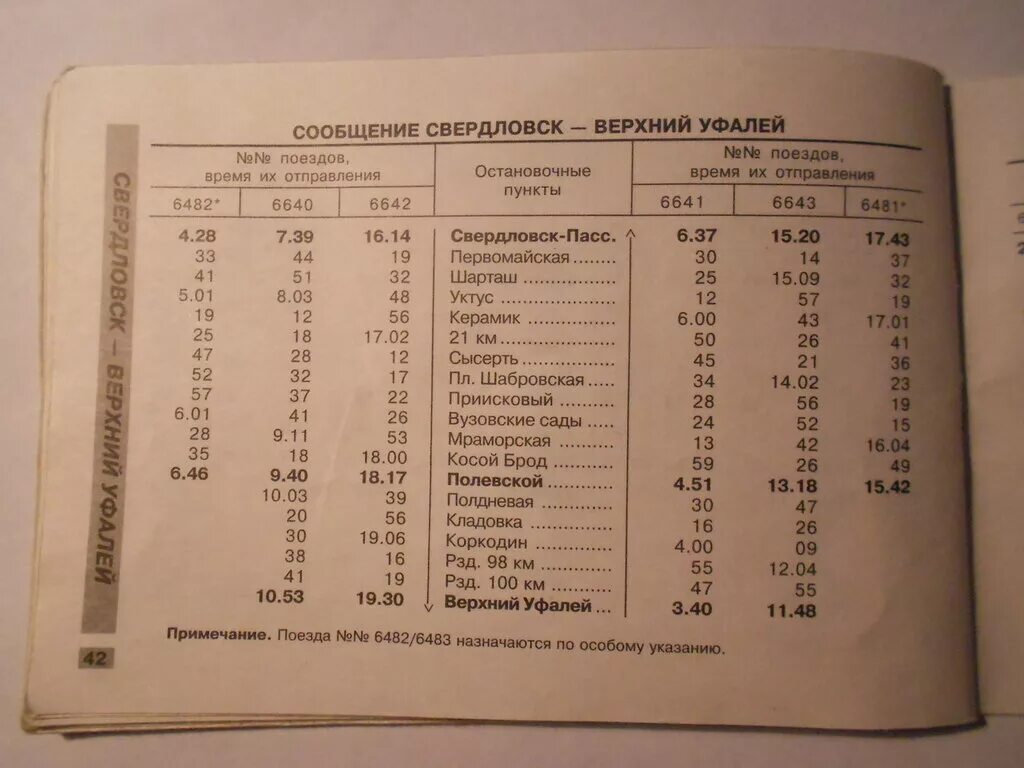 СООБЩЕНИЕ СВЕРДЛОВСК — ВЕРХНИЙ УФАЛЕЙ
№№ поездов, время их отправления Остановочные пункты №№ поездов, время их отправления
6482* 6640 6642 6641 6643 6481*
4.28 7.39 16.14 Свердловск-Пасс. 6.37 15.20 17.43
33 44 19 Первомайская ........ 30 14 37
41 51 32 Шарташ ................ 25 15.09 32
5.01 8.03 48 Уктус .................... 12 57 19
19 12 56 Керамик ................ 6.00 43 17.01
25 18 17.02 21 км .................... 50 26 41
47 28 12 Сысерть ................ 45 21 36
52 32 17 Пл. Шабровская ..... 34 14.02 23
57 37 22 Приисковый ........... 28 56 19
6.01 41 26 Вузовские сады ..... 24 52 15
28 9.11 53 Мраморская ........... 13 42 16.04
35 18 18.00 Косой Брод ............ 59 26 49
6.46 9.40 18.17 Полевской ............. 4.51 13.18 15.42
10.03 39 Полдневая ............. 30 47
20 56 Кладовка ............... 16 26
30 19.06 Коркодин ............... 4.00 09
38 16 Рзд. 98 км ............. 55 12.04
41 19 Рзд. 100 км ........... 47 55
10.53 19.30 Верхний Уфалей ... 3.40 11.48
Примечание. Поезда №№ 6482/6483 назначаются по особому указанию.
СВЕРДЛОВСК — ВЕРХНИЙ УФАЛЕЙ
42